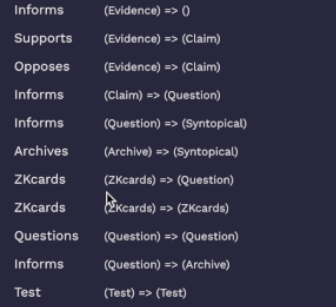 Informs (Evidence) => ()
Supports (Evidence) => (Claim)
Opposes (Evidence) => (Claim)
Informs (Claim) => (Question)
Informs (Question) => (Syntopical)
Archives (Archive) => (Syntopical)
ZKcards (ZKcards) => (Question)
ZKcards (ZKcards) => (ZKcards)
Questions (Question) => (Question)
Informs (Question) => (Archive)
Test (Test) => (Test)